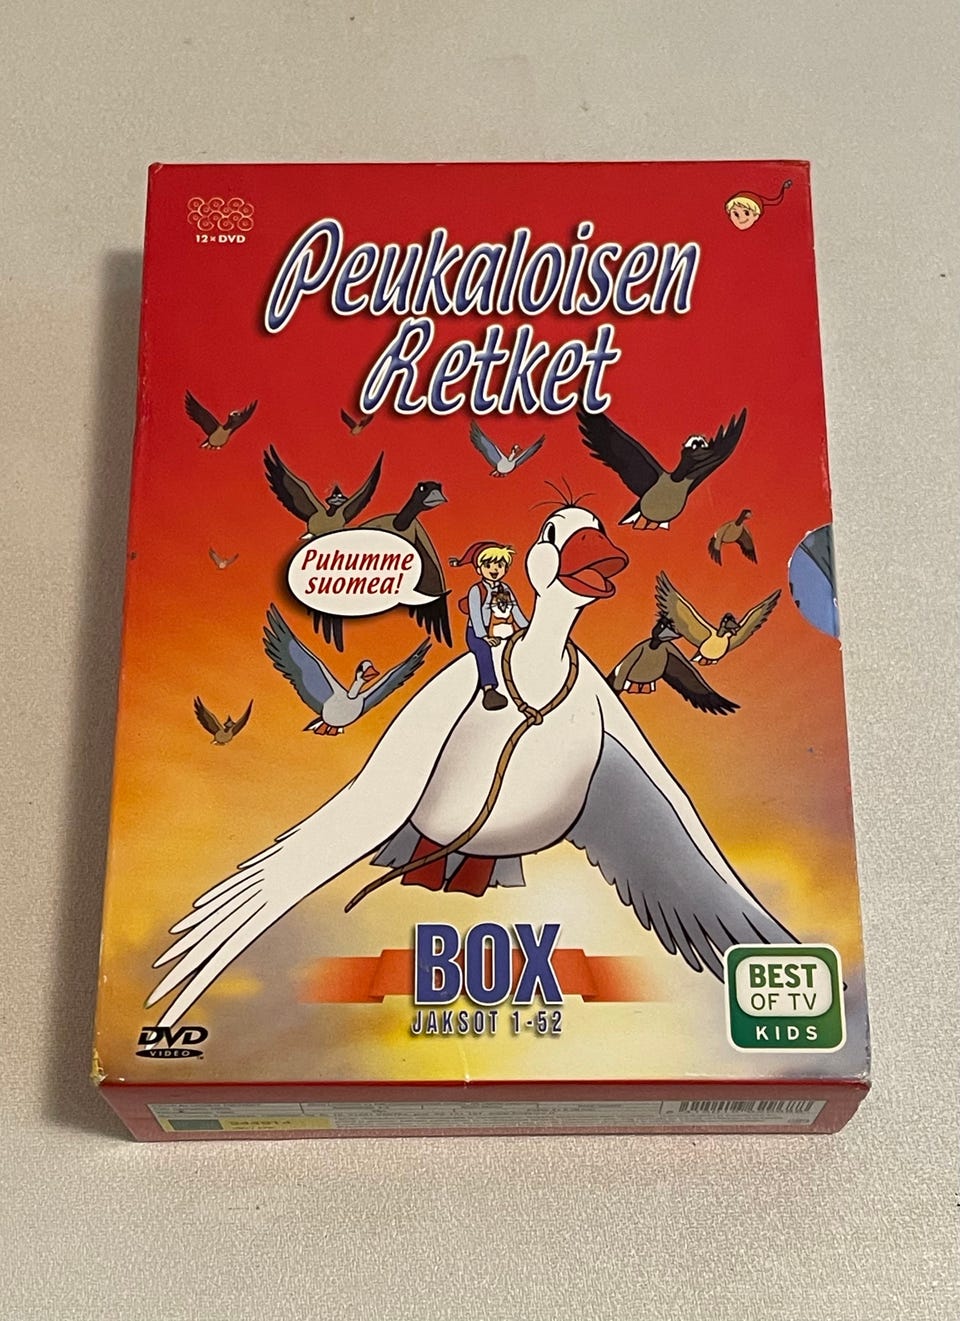 12 x DVD
Peukaloisen
Retket
Puhumme
suomea!
BOX
JAKSOT 1-52
BEST
OF TV
KIDS
DVD
VIDEO